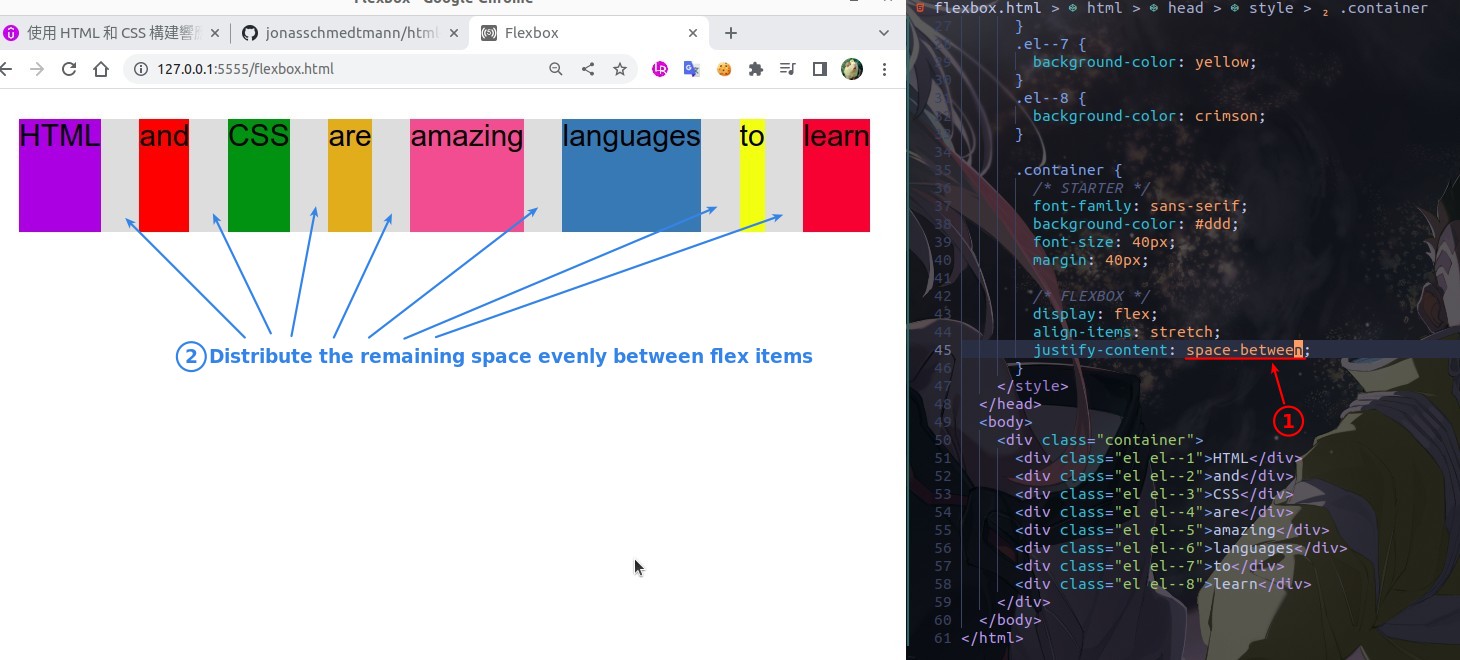 Flexbox - Google Chrome
使用 HTML 和 CSS 構建響應
jonasschmedtmann/html
Flexbox
127.0.0.1:5555/flexbox.html
HTML and CSS are amazing languages to learn
2 Distribute the remaining space evenly between flex items
flexbox.html > html > head > style > .container
27 }
.el--7 {
background-color: yellow;
}
.el--8 {
background-color: crimson;
}
34
35 .container {
36 /* STARTER */
37 font-family: sans-serif;
38 background-color: #ddd;
39 font-size: 40px;
40 margin: 40px;
41
42 /* FLEXBOX */
43 display: flex;
44 align-items: stretch;
45 justify-content: space-between;
46 }
47 </style>
48 </head>
1
49 <body>
50 <div class="container">
51 <div class="el el--1">HTML</div>
52 <div class="el el--2">and</div>
53 <div class="el el--3">CSS</div>
54 <div class="el el--4">are</div>
55 <div class="el el--5">amazing</div>
56 <div class="el el--6">languages</div>
57 <div class="el el--7">to</div>
58 <div class="el el--8">learn</div>
59 </div>
60 </body>
61 </html>